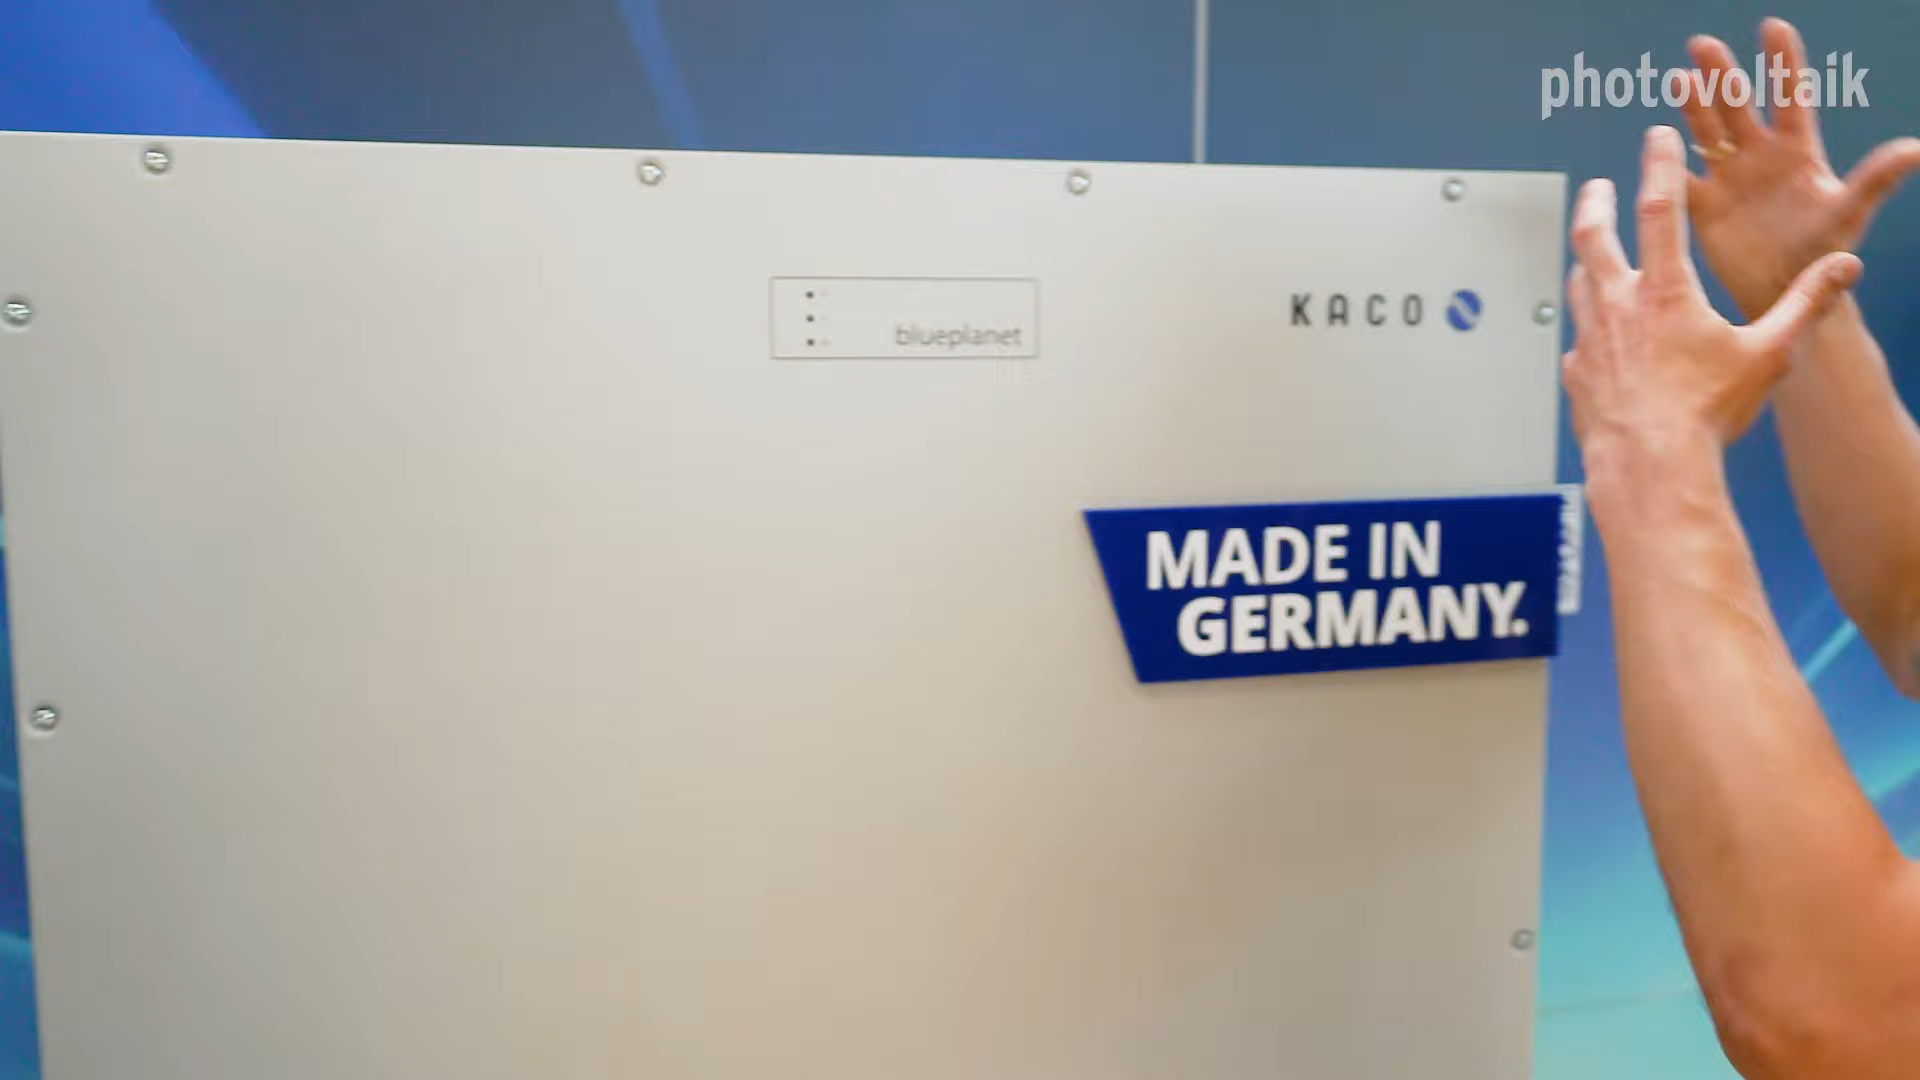 photovoltaik
blueplanet
KACO
MADE IN
GERMANY.